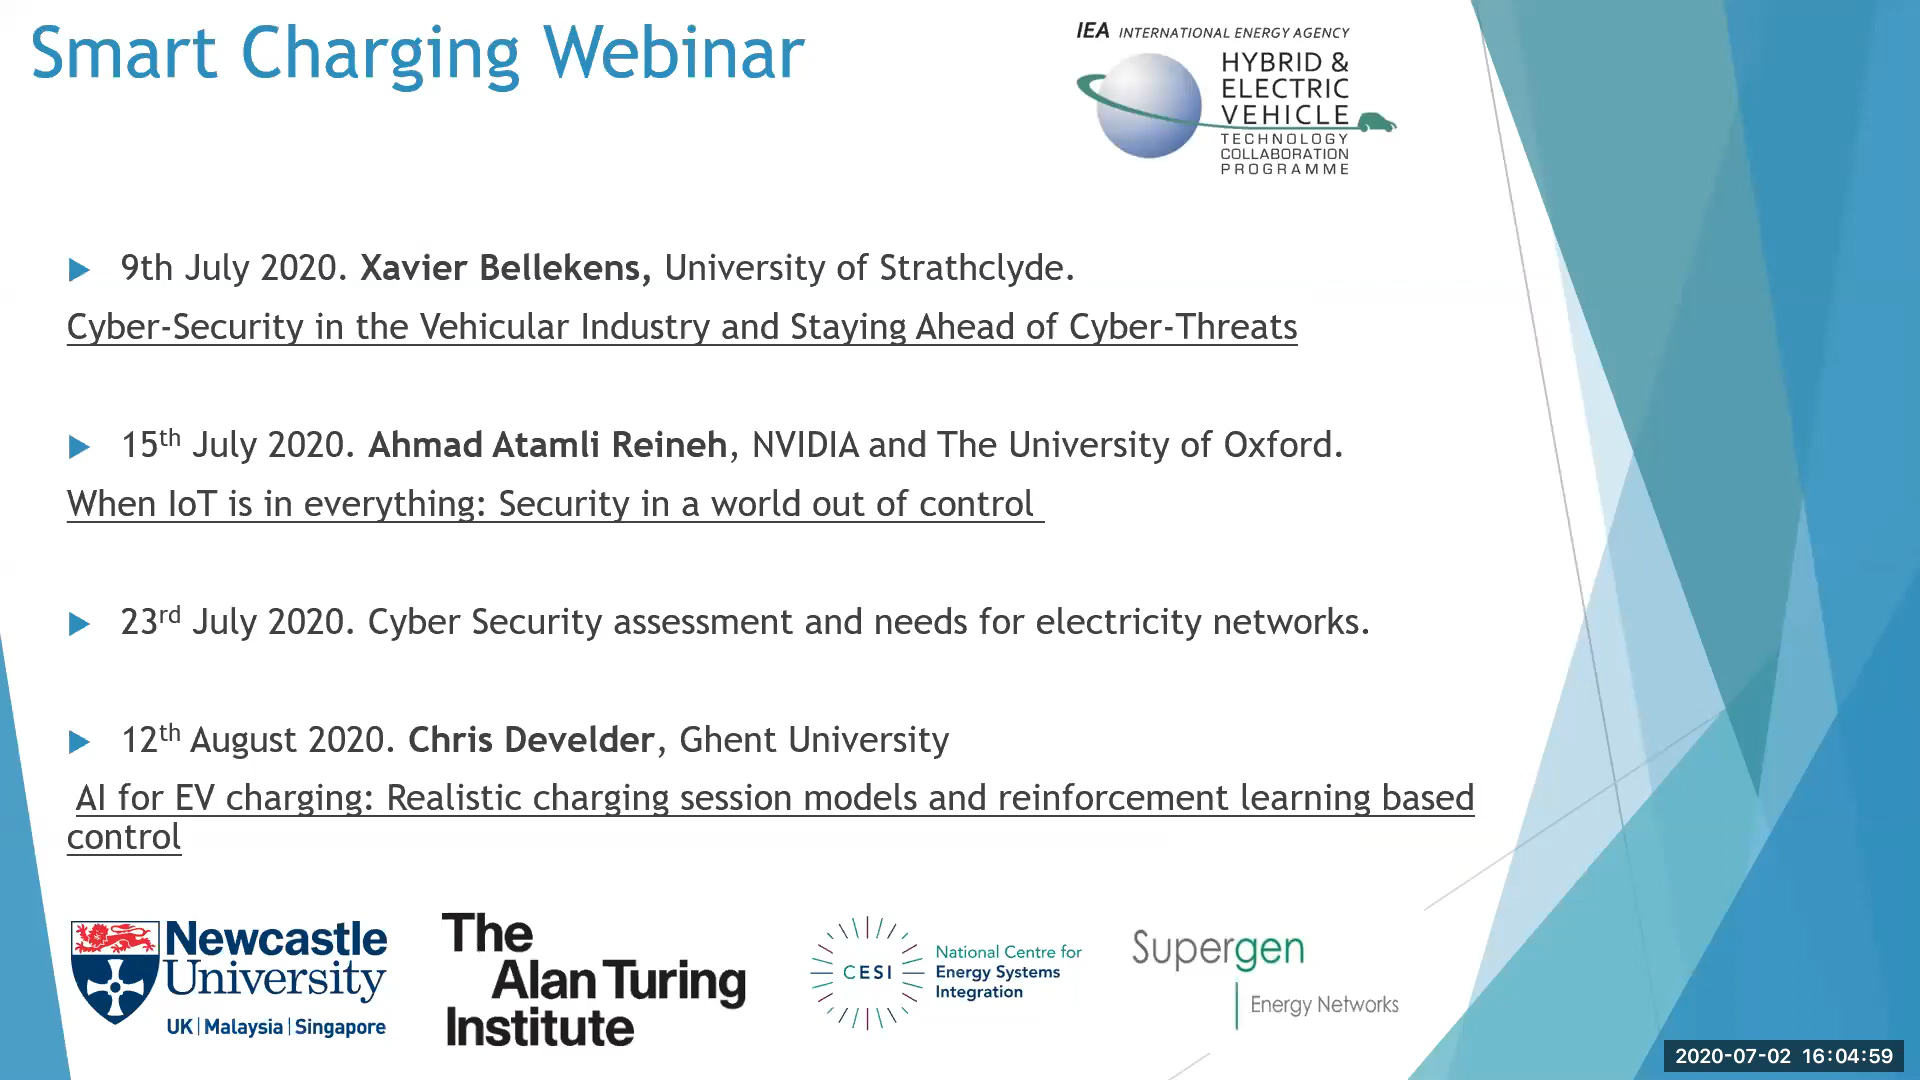 Smart Charging Webinar
IEA INTERNATIONAL ENERGY AGENCY
HYBRID &
ELECTRIC
VEHICLE
TECHNOLOGY
COLLABORATION
PROGRAMME
9th July 2020. Xavier Bellekens, University of Strathclyde.
Cyber-Security in the Vehicular Industry and Staying Ahead of Cyber-Threats
15th July 2020. Ahmad Atamli Reineh, NVIDIA and The University of Oxford.
When IoT is in everything: Security in a world out of control
23rd July 2020. Cyber Security assessment and needs for electricity networks.
12th August 2020. Chris Develder, Ghent University
AI for EV charging: Realistic charging session models and reinforcement learning based
control
Newcastle
University
UK | Malaysia | Singapore
The
Alan Turing
Institute
CESI
National Centre for
Energy Systems
Integration
Supergen
Energy Networks
2020-07-02 16:04:59